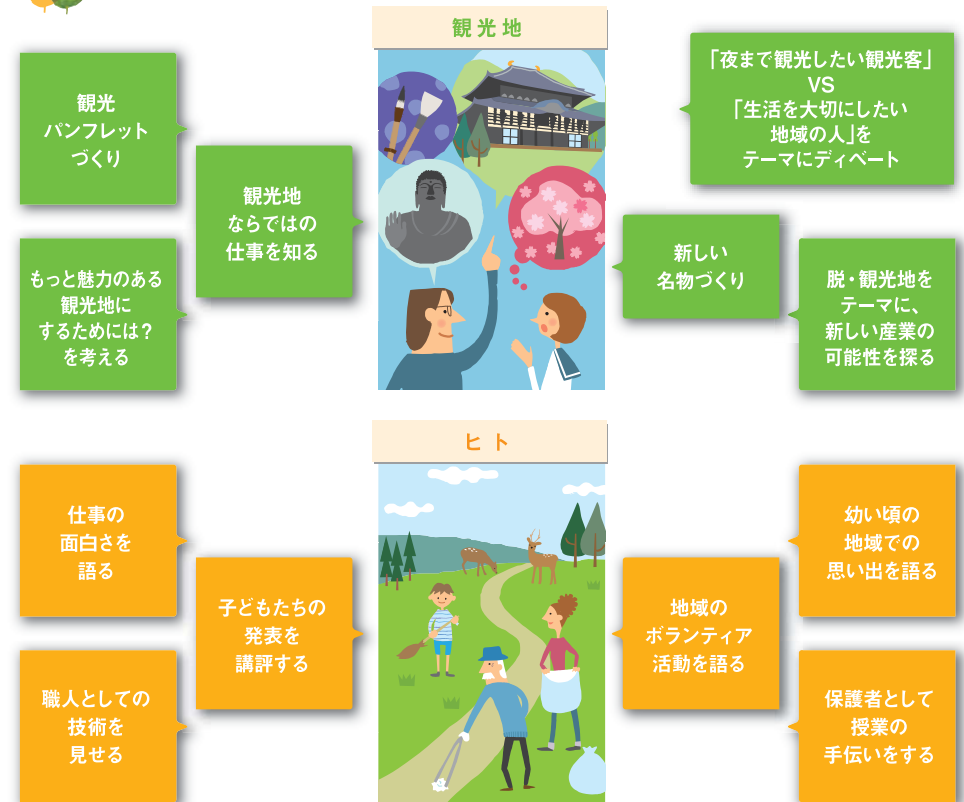 観光地
観光
パンフレット
づくり
観光地
ならではの
仕事を知る
もっと魅力のある
観光地に
するためには?
を考える
「夜まで観光したい観光客」
VS
「生活を大切にしたい
地域の人」を
テーマにディベート
新しい
名物づくり
脱・観光地を
テーマに、
新しい産業の
可能性を探る
ヒト
仕事の
面白さを
語る
子どもたちの
発表を
講評する
職人としての
技術を
見せる
幼い頃の
地域での
思い出を語る
地域の
ボランティア
活動を語る
保護者として
授業の
手伝いをする